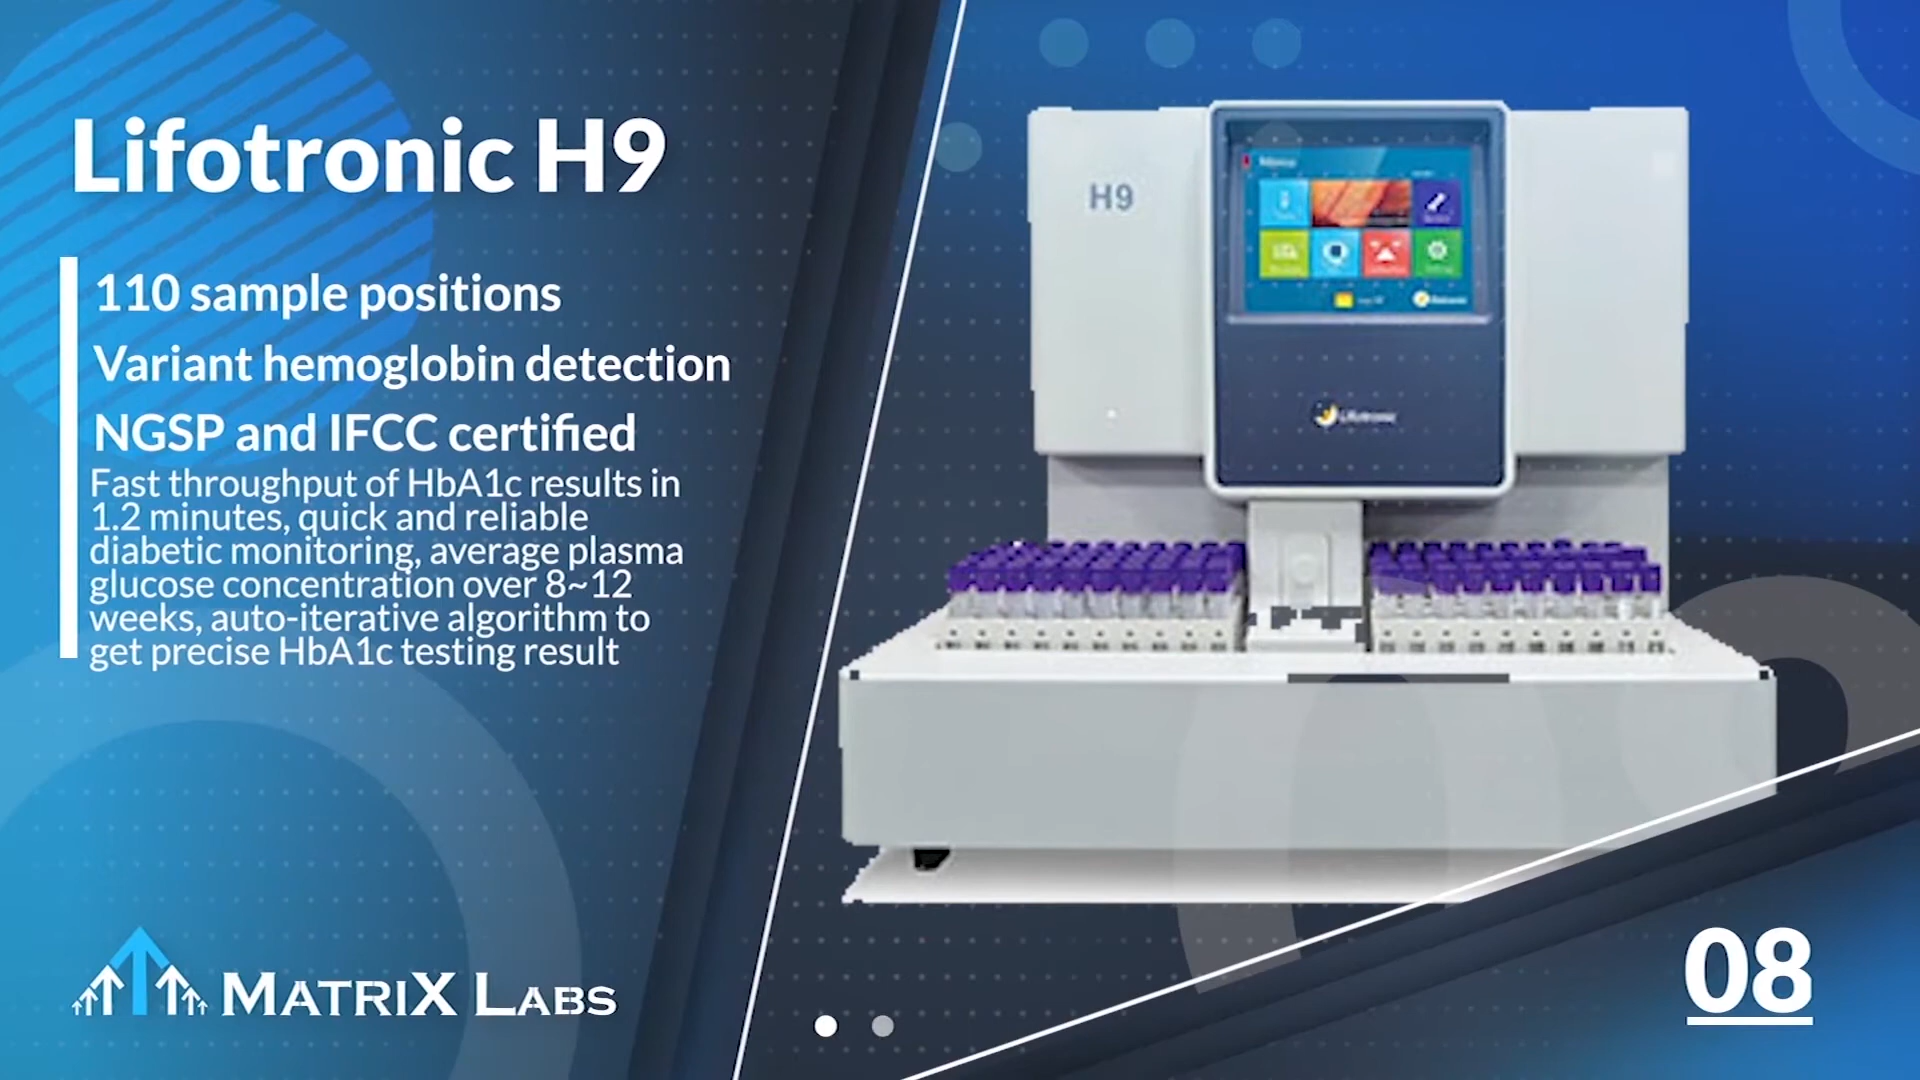 Lifotronic H9
110 sample positions
Variant hemoglobin detection
NGSP and IFCC certified
Fast throughput of HbA1c results in
1.2 minutes, quick and reliable
diabetic monitoring, average plasma
glucose concentration over 8~12
weeks, auto-iterative algorithm to
get precise HbA1c testing result
MATRIX LABS
H9
Lifotronic
08